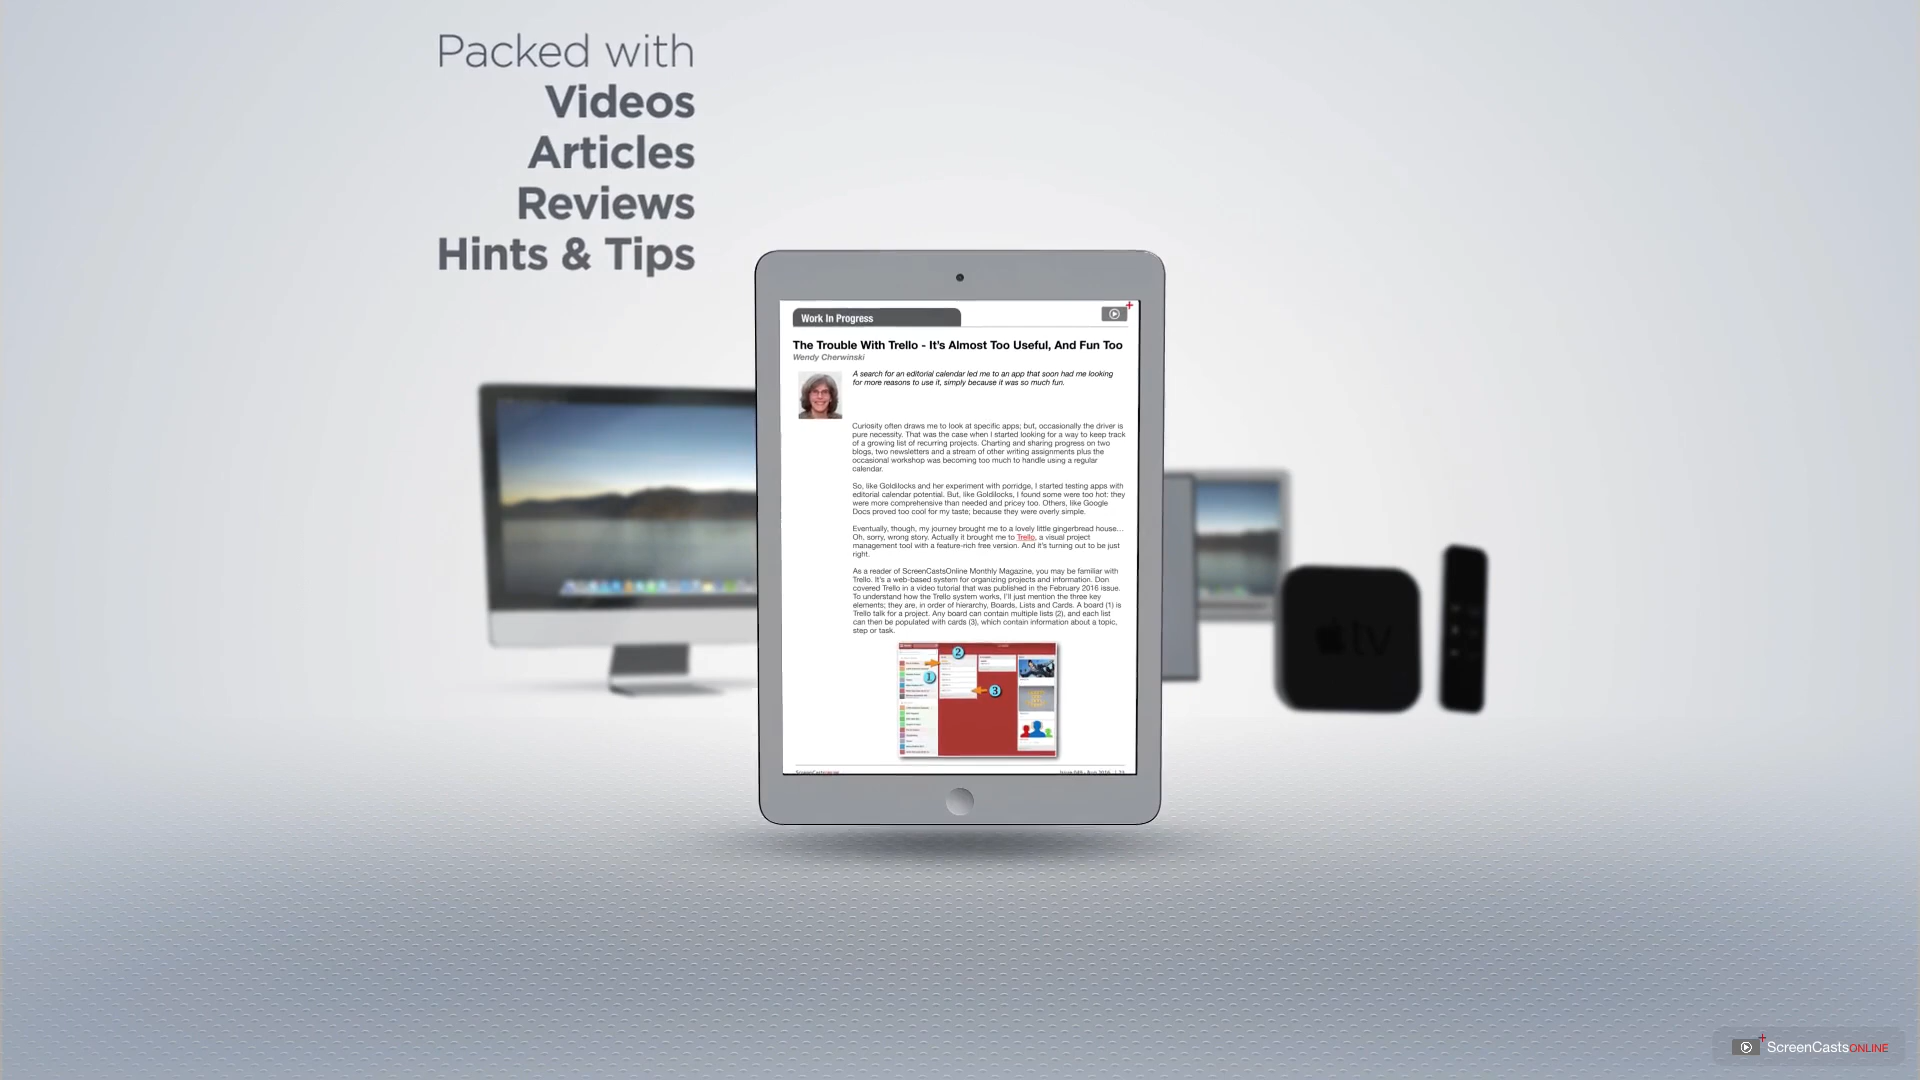 Packed with
Videos
Articles
Reviews
Hints & Tips
Work In Progress
The Trouble With Trello - It's Almost Too Useful, And Fun Too
Wendy Cherwinski
A search for an editorial calendar led me to an app that soon had me looking
for more reasons to use it, simply because it was so much fun.
Curiosity often draws me to look at specific apps; but, occasionally the driver is
pure necessity. That was the case when I started looking for a way to keep track
of a growing list of recurring projects. Charting and sharing progress on two
blogs, two newsletters and a stream of other writing assignments plus the
occasional workshop was becoming too much to handle using a regular
calendar.
So, like Goldilocks and her experiment with porridge, I started testing apps with
editorial calendar potential. But, like Goldilocks, I found some were too hot: they
were more comprehensive than needed and pricey too. Others, like Google
Docs proved too cool for my taste; because they were overly simple.
Eventually, though, my journey brought me to a lovely little gingerbread house…
Oh, sorry, wrong story. Actually it brought me to Trello, a visual project
management tool with a feature-rich free version. And it's turning out to be just
right.
As a reader of ScreenCastsOnline Monthly Magazine, you may be familiar with
Trello. It's a web-based system for organizing projects and information. Don
covered Trello in a video tutorial that was published in the February 2016 issue.
To understand how the Trello system works, I'll just mention the three key
elements; they are, in order of hierarchy, Boards, Lists and Cards. A board (1) is
Trello talk for a project. Any board can contain multiple lists (2), and each list
can then be populated with cards (3), which contain information about a topic,
step or task.
2
1
3
tv
ScreenCastsONLINE